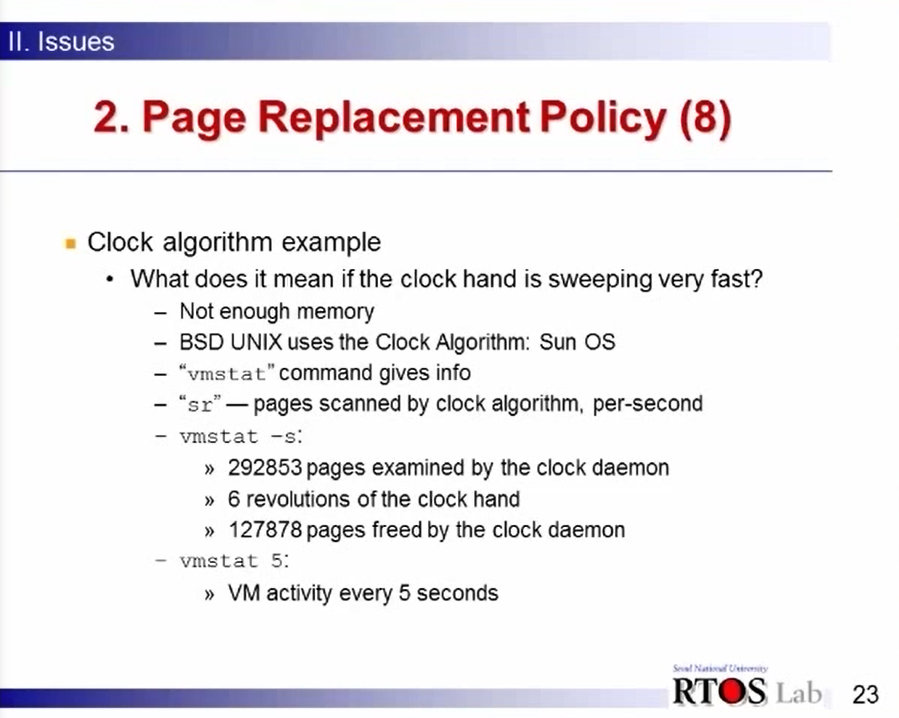 II. Issues
2. Page Replacement Policy (8)
Clock algorithm example
• What does it mean if the clock hand is sweeping very fast?
– Not enough memory
– BSD UNIX uses the Clock Algorithm: Sun OS
– “vmstat” command gives info
– “sr” — pages scanned by clock algorithm, per-second
– vmstat –s:
» 292853 pages examined by the clock daemon
» 6 revolutions of the clock hand
» 127878 pages freed by the clock daemon
– vmstat 5:
» VM activity every 5 seconds
Seoul National University
RTOS Lab
23